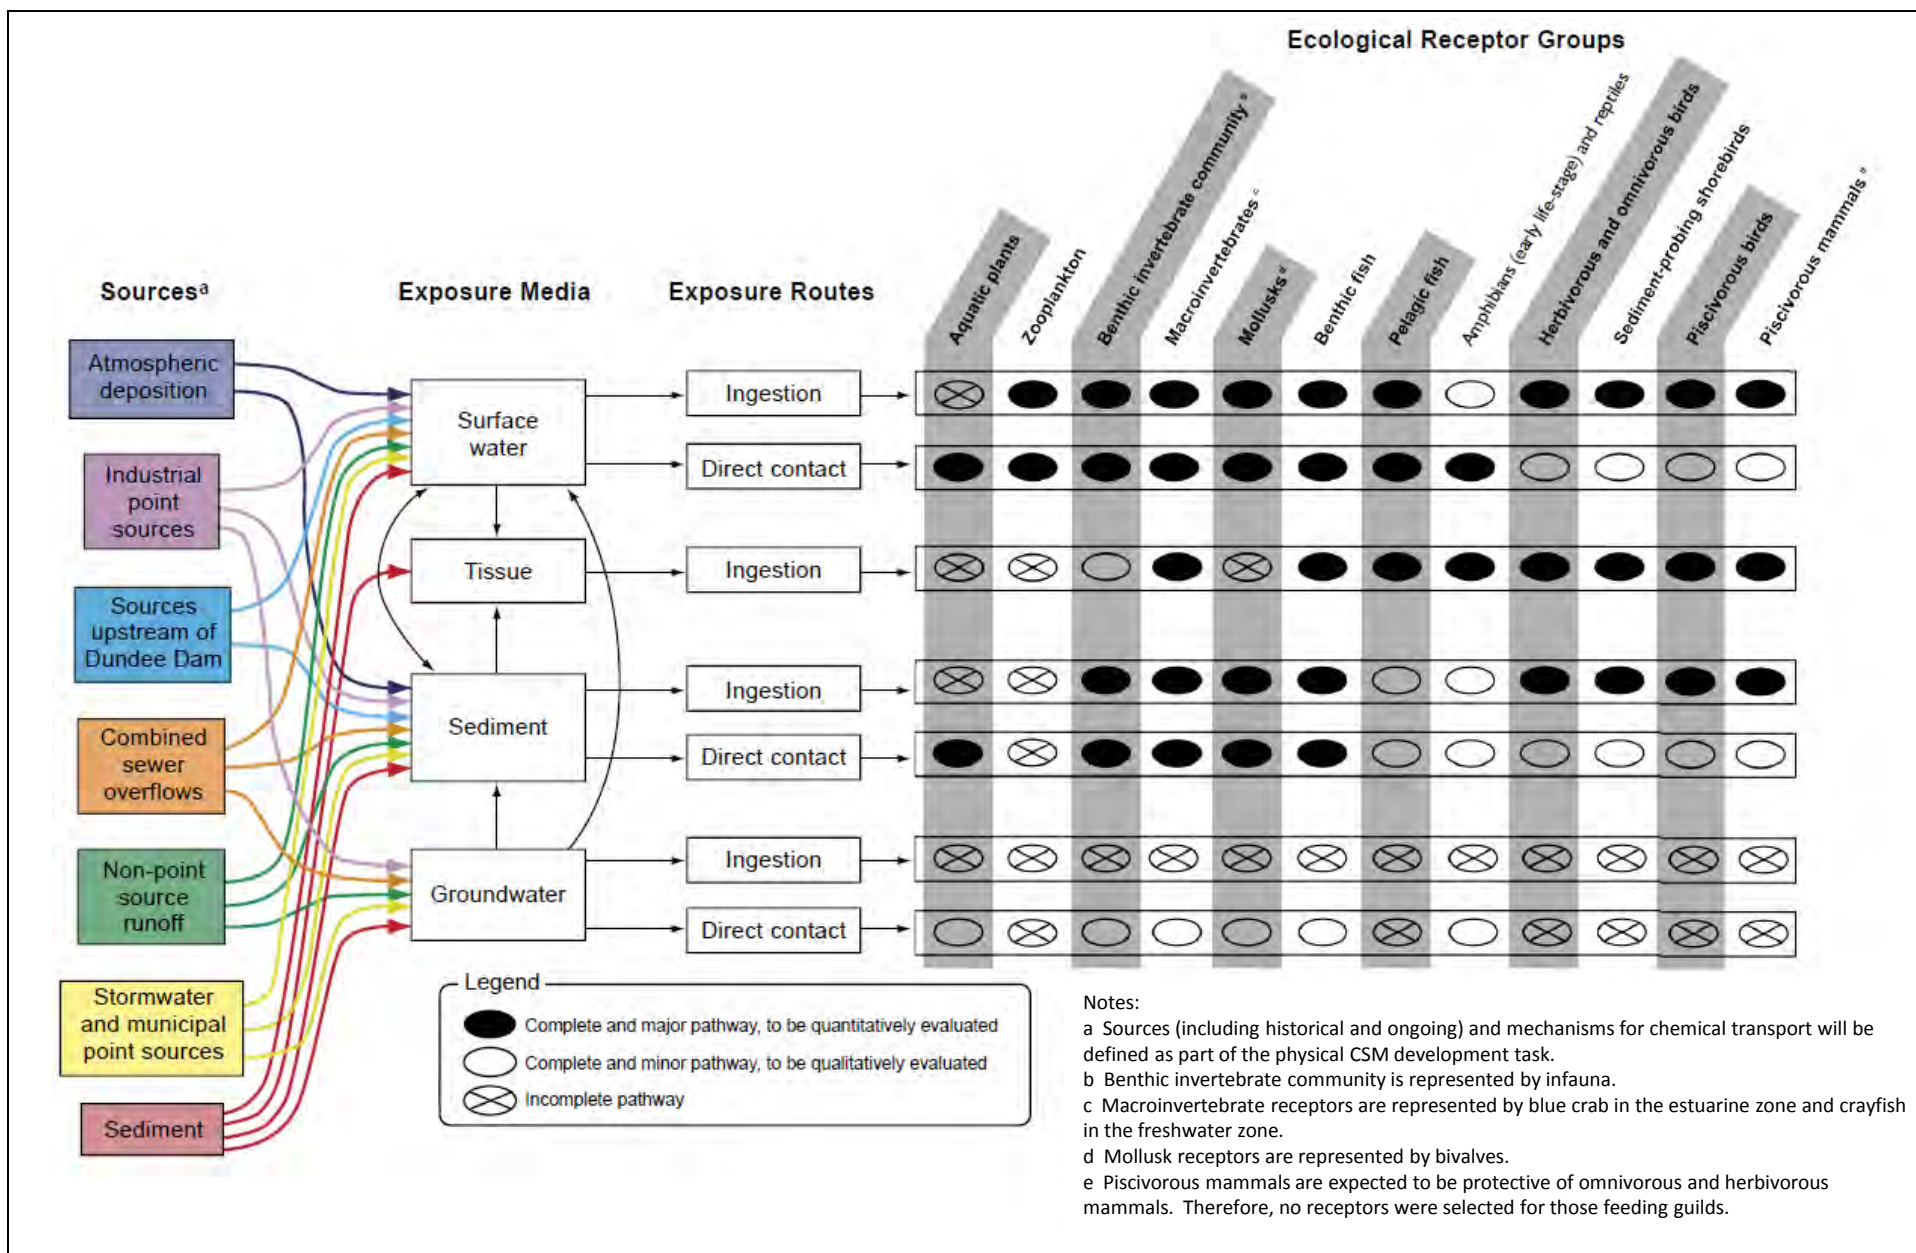 Ecological Receptor Groups
Aquatic plants
Zooplankton
Benthic invertebrate community
Macroinvertebrates c
Mollusks d
Benthic fish
Pelagic fish
Amphibians (early life-stage) and reptiles
Herbivorous and omnivorous birds
Sediment-probing shorebirds
Piscivorous birds
Piscivorous mammals
Sources a
Exposure Media
Exposure Routes
Atmospheric
deposition
Industrial
point
sources
Sources
upstream of
Dundee Dam
Combined
sewer
overflows
Non-point
source
runoff
Stormwater
and municipal
point sources
Sediment
Surface
water
Tissue
Sediment
Groundwater
Ingestion
Direct contact
Ingestion
Ingestion
Direct contact
Ingestion
Direct contact
Legend
Complete and major pathway, to be quantitatively evaluated
Complete and minor pathway, to be qualitatively evaluated
Incomplete pathway
Notes:
a Sources (including historical and ongoing) and mechanisms for chemical transport will be
defined as part of the physical CSM development task.
b Benthic invertebrate community is represented by infauna.
c Macroinvertebrate receptors are represented by blue crab in the estuarine zone and crayfish
in the freshwater zone.
d Mollusk receptors are represented by bivalves.
e Piscivorous mammals are expected to be protective of omnivorous and herbivorous
mammals. Therefore, no receptors were selected for those feeding guilds.